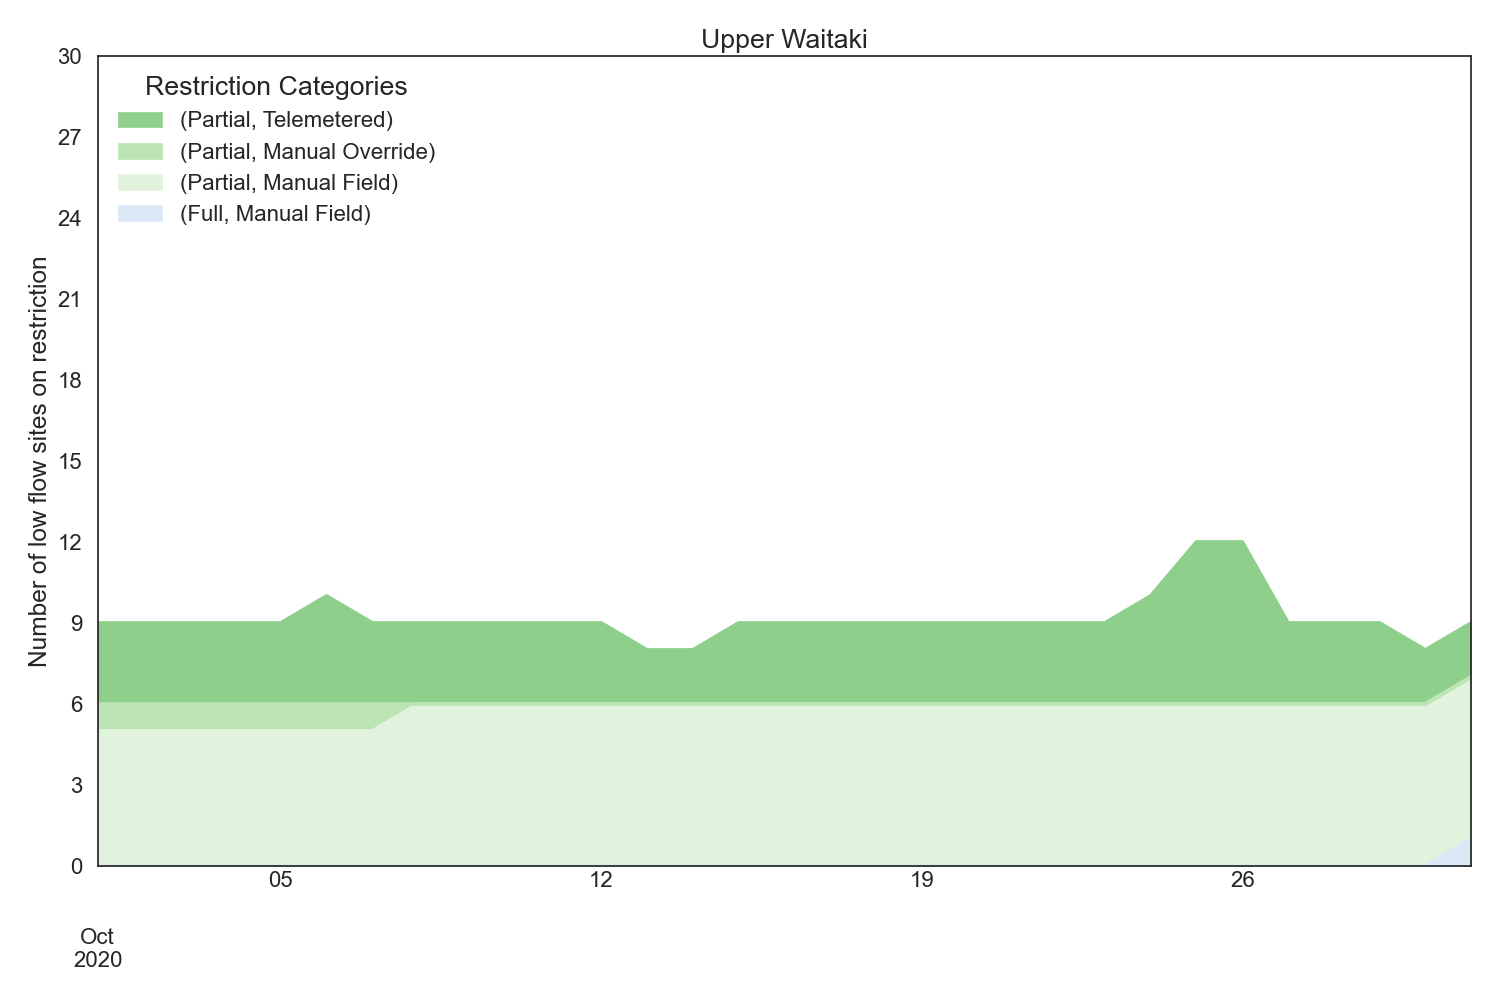 Upper Waitaki
Restriction Categories
(Partial, Telemetered)
(Partial, Manual Override)
(Partial, Manual Field)
(Full, Manual Field)
Number of low flow sites on restriction
30
27
24
21
18
15
12
9
6
3
0
05
12
19
26
Oct
2020